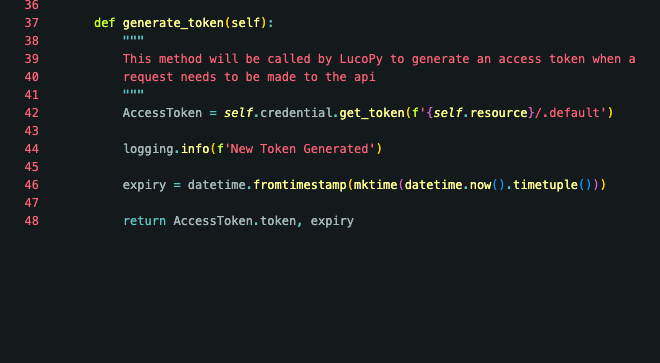 36
37 def generate_token(self):
38 """
39 This method will be called by LucoPy to generate an access token when a
40 request needs to be made to the api
41 """
42 AccessToken = self.credential.get_token(f'{self.resource}/.default')
43
44 logging.info(f'New Token Generated')
45
46 expiry = datetime.fromtimestamp(mktime(datetime.now().timetuple()))
47
48 return AccessToken.token, expiry